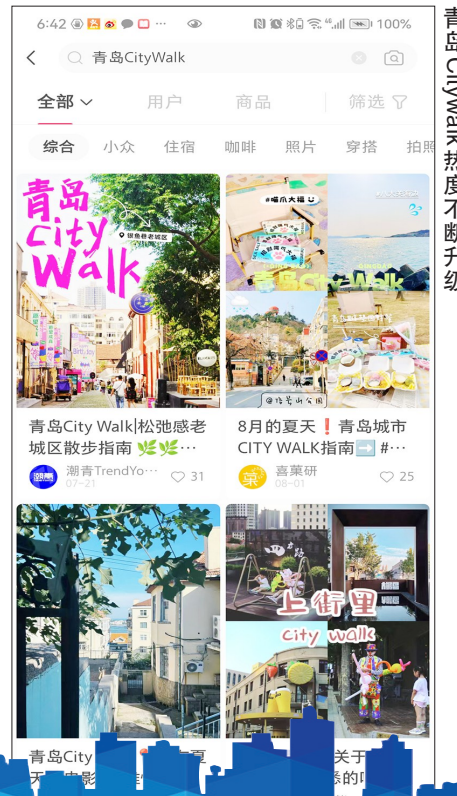 6:42
100%
青岛CityWalk
全部
用户
商品
筛选
综合
小众
住宿
咖啡
照片
穿搭
拍照
青岛
city
Walk
银鱼巷老城区
#喵爪大福
青岛City Walk
@信号山公园
青岛City Walk|松弛感老
城区散步指南 🌿🌿…
潮青TrendYo…
07-21
31
8月的夏天❗青岛城市
CITY WALK指南➡️ #…
喜菓研
08-01
25
上街里
city walk
青岛City
关于
青岛Citywalk热度不断升级